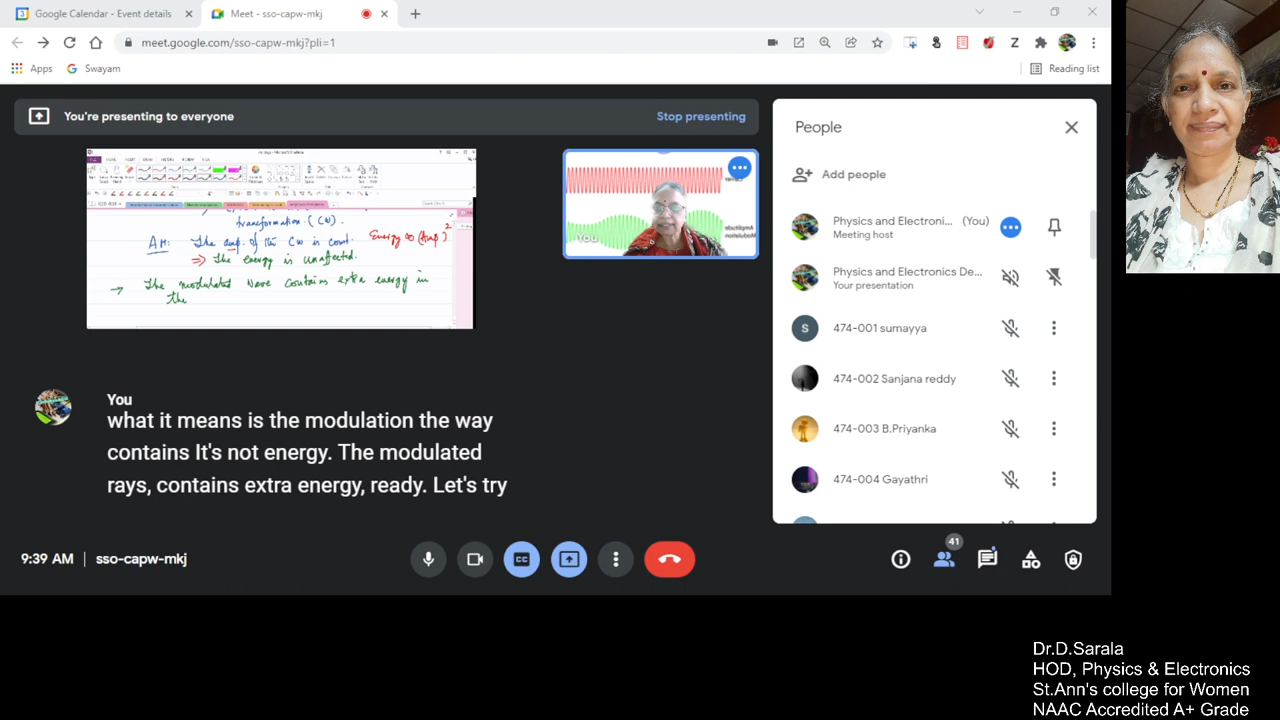 Google Calendar - Event details
Meet - sso-capw-mkj
meet.google.com/sso-capw-mkj?pli=1
Apps
Swayam
Reading list
You're presenting to everyone
Stop presenting
transformation. (CW)
AM: The amp. of the CW is const. Energy ∝ (Amp)²
⇒ The energy is unaffected.
→ The modulated wave contains extra energy in
the
YOU
Amplitude
Modulation
You
what it means is the modulation the way
contains It's not energy. The modulated
rays, contains extra energy, ready. Let's try
People
Add people
Physics and Electroni... (You)
Meeting host
Physics and Electronics De...
Your presentation
S
474-001 sumayya
474-002 Sanjana reddy
474-003 B.Priyanka
474-004 Gayathri
9:39 AM | sso-capw-mkj
CC
41
Dr.D.Sarala
HOD, Physics & Electronics
St.Ann's college for Women
NAAC Accredited A+ Grade